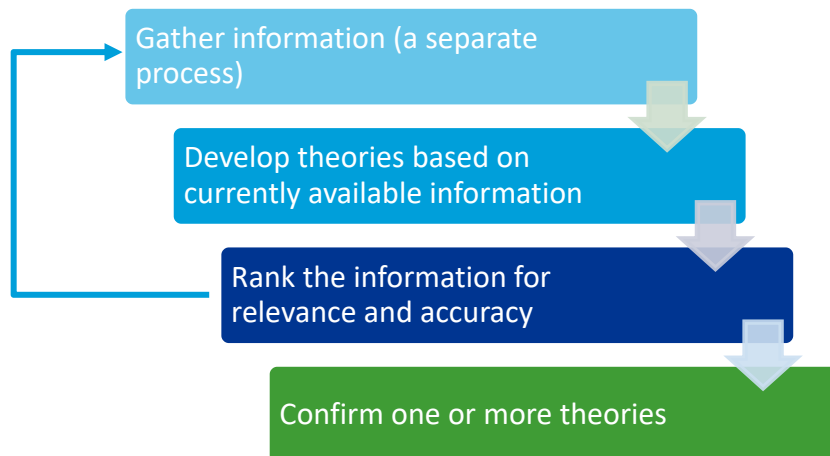 Gather information (a separate
process)
Develop theories based on
currently available information
Rank the information for
relevance and accuracy
Confirm one or more theories